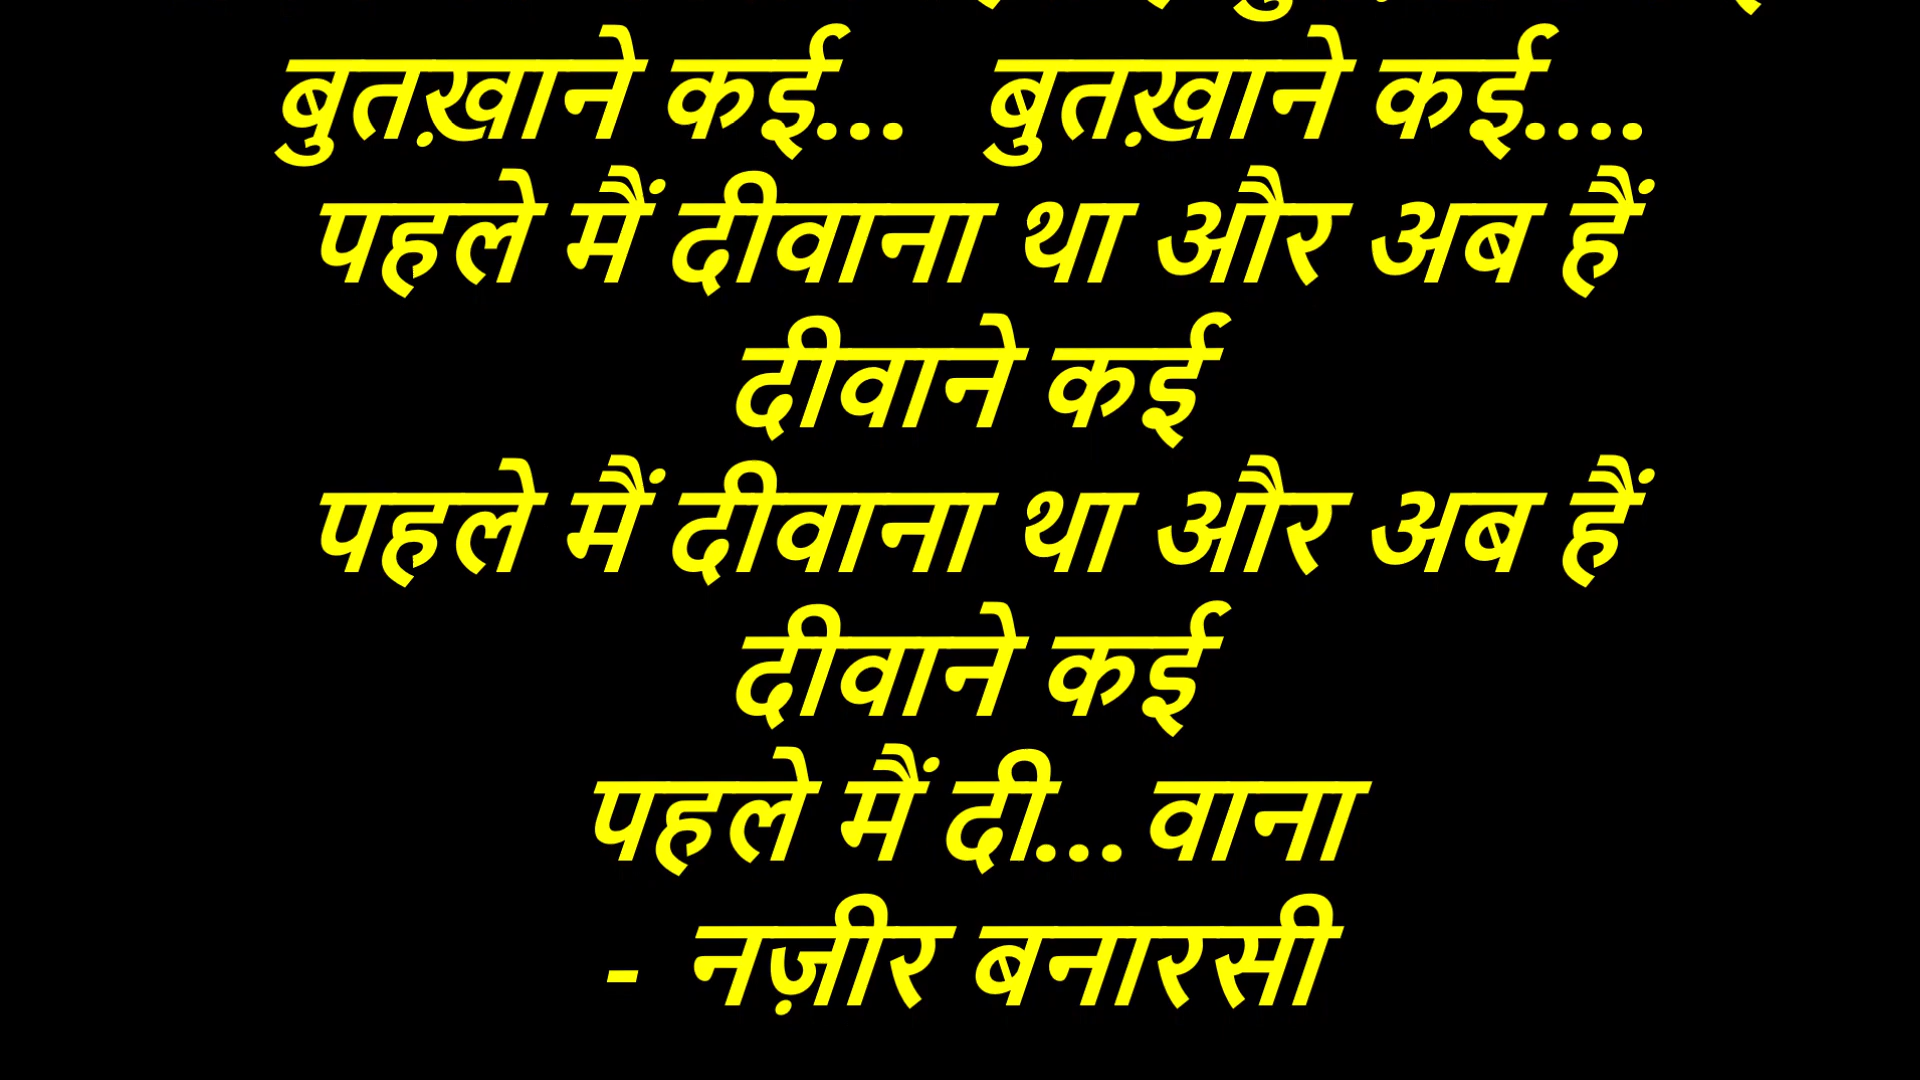 बुतख़ाने कई... बुतख़ाने कई....
पहले मैं दीवाना था और अब हैं
दीवाने कई
पहले मैं दीवाना था और अब हैं
दीवाने कई
पहले मैं दी...वाना
- नज़ीर बनारसी